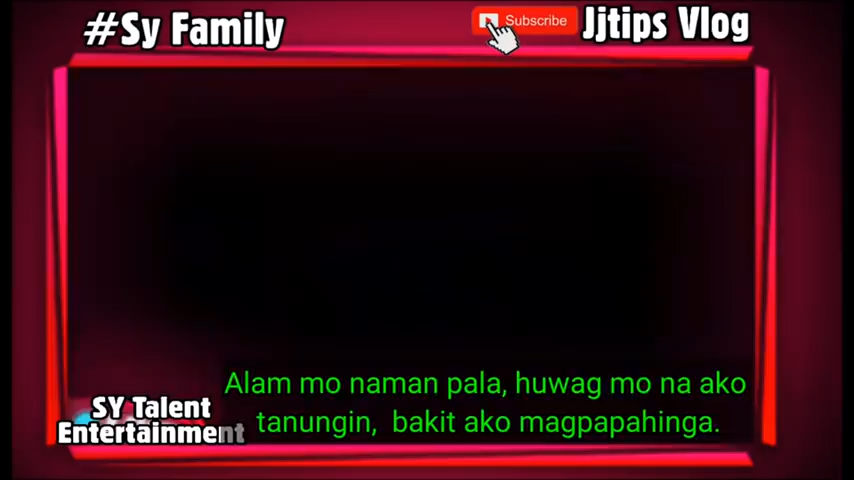 #Sy Family
Subscribe
Jjtips Vlog
Alam mo naman pala, huwag mo na ako
tanungin, bakit ako magpapahinga.
SY Talent
Entertainment